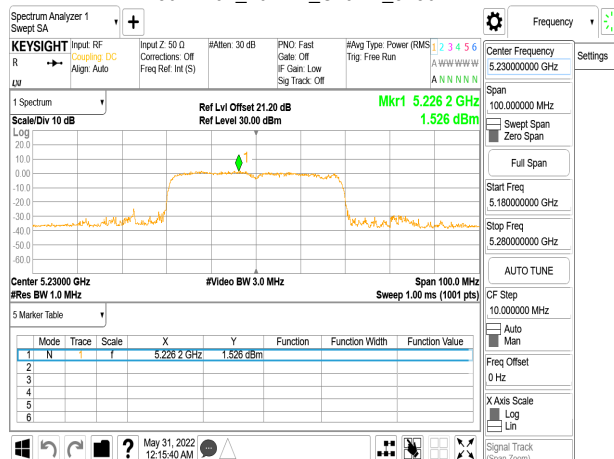 Spectrum Analyzer 1
Swept SA
Frequency
Settings
KEYSIGHT
R
LXI
Input: RF
Coupling: DC
Align: Auto
Input Z: 50 Ω
Corrections: Off
Freq Ref: Int (S)
#Atten: 30 dB
PNO: Fast
Gate: Off
IF Gain: Low
Sig Track: Off
#Avg Type: Power (RMS
Trig: Free Run
1 2 3 4 5 6
A W W W W W
A N N N N N
1 Spectrum
Scale/Div 10 dB
Ref Lvl Offset 21.20 dB
Ref Level 30.00 dBm
Mkr1 5.226 2 GHz
1.526 dBm
Log
20.0
10.0
0.00
-10.0
-20.0
-30.0
-40.0
-50.0
-60.0
1
Center 5.23000 GHz
#Res BW 1.0 MHz
#Video BW 3.0 MHz
Span 100.0 MHz
Sweep 1.00 ms (1001 pts)
5 Marker Table
Mode Trace Scale X Y Function Function Width Function Value
1 N 1 f 5.226 2 GHz 1.526 dBm
2
3
4
5
6
May 31, 2022
12:15:40 AM
Center Frequency
5.230000000 GHz
Span
100.000000 MHz
Swept Span
Zero Span
Full Span
Start Freq
5.180000000 GHz
Stop Freq
5.280000000 GHz
AUTO TUNE
CF Step
10.000000 MHz
Auto
Man
Freq Offset
0 Hz
X Axis Scale
Log
Lin
Signal Track
(Span Zoom)